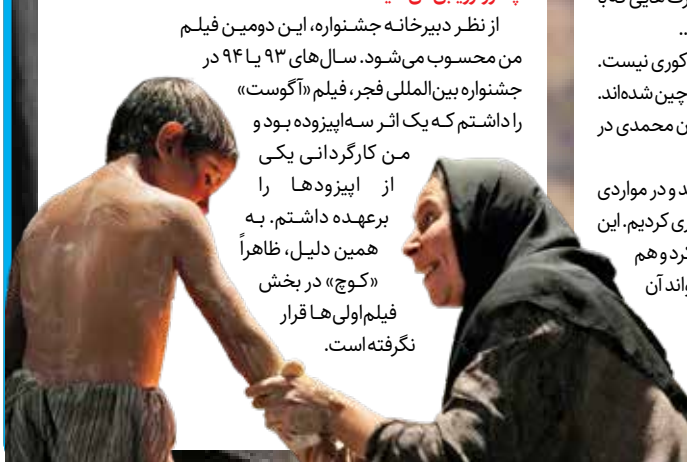 از نظر دبیرخانه جشنواره، این دومین فیلم
من محسوب می‌شود. سال‌های ۹۳ یا ۹۴ در
جشنواره بین‌المللی فجر، فیلم «آگوست»
را داشتم که یک اثر سه‌اپیزوده بود و
من کارگردانی یکی
از اپیزودها را
برعهده داشتم. به
همین دلیل، ظاهراً
«کوچ» در بخش
فیلم‌اولی‌ها قرار
نگرفته است.
هایی که با
..
کوری نیست.
چین شده‌اند.
محمدی در
و در مواردی
کردیم. این
کرد و هم
آن